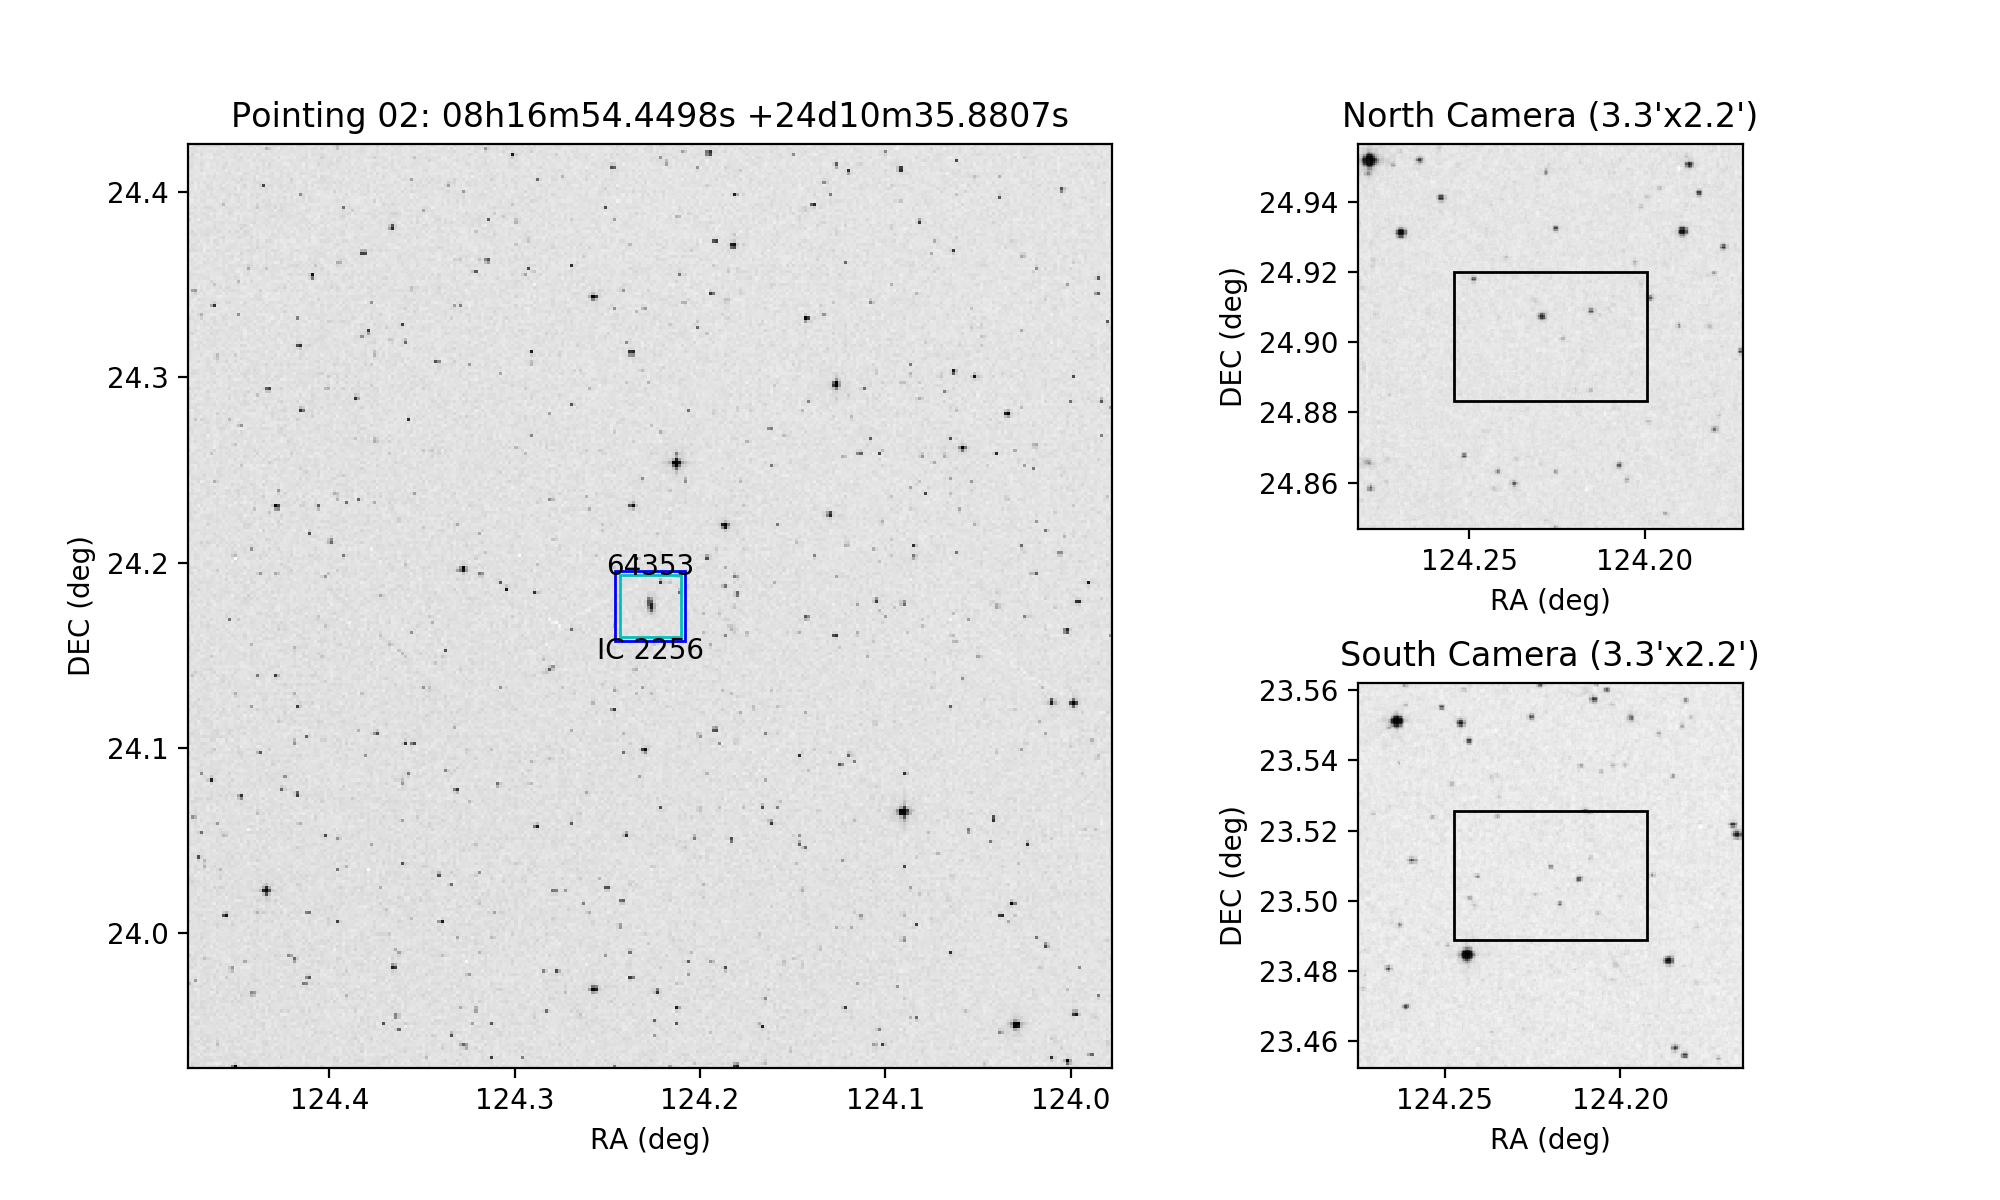 Pointing 02: 08h16m54.4498s +24d10m35.8807s
DEC (deg)
24.4
24.3
24.2
24.1
24.0
64353
IC 2256
124.4 124.3 124.2 124.1 124.0
RA (deg)
North Camera (3.3'x2.2')
DEC (deg)
24.94
24.92
24.90
24.88
24.86
124.25 124.20
RA (deg)
South Camera (3.3'x2.2')
DEC (deg)
23.56
23.54
23.52
23.50
23.48
23.46
124.25 124.20
RA (deg)